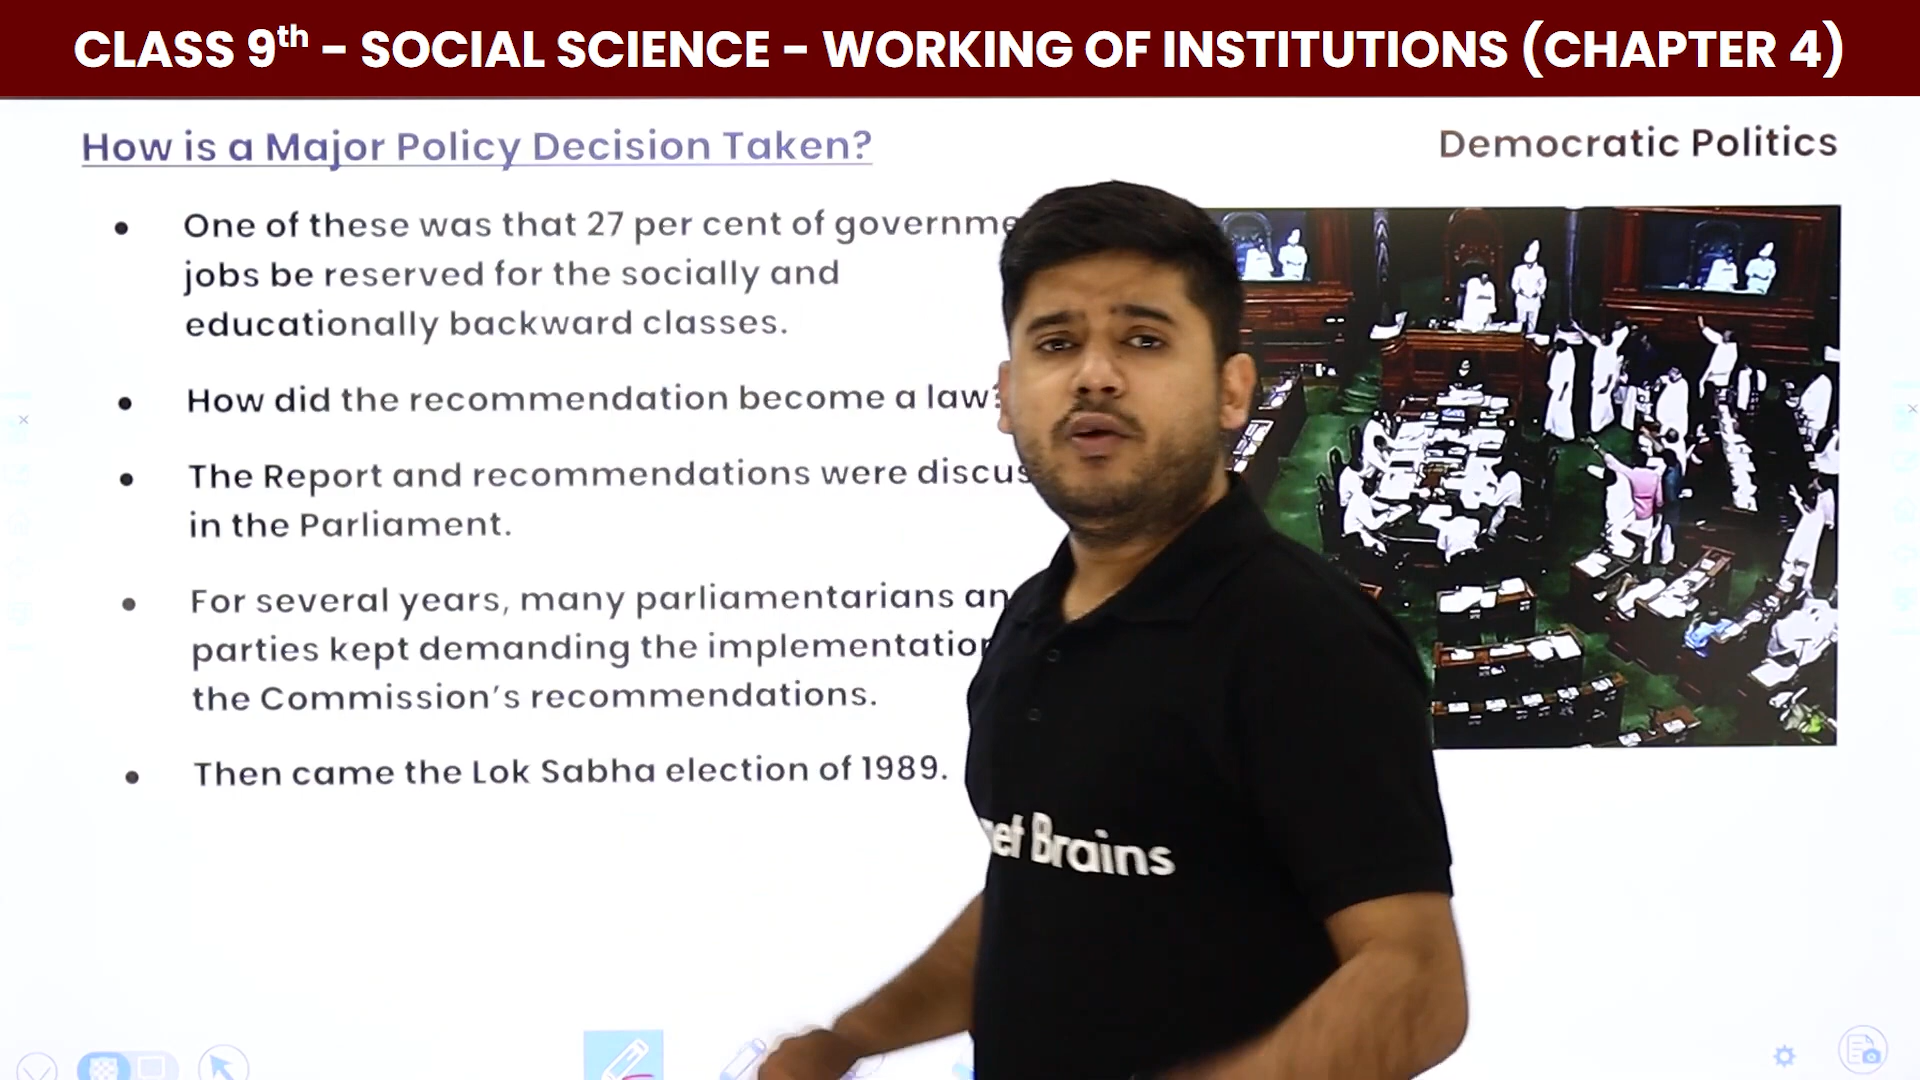 CLASS 9th – SOCIAL SCIENCE – WORKING OF INSTITUTIONS (CHAPTER 4)
How is a Major Policy Decision Taken?
Democratic Politics
• One of these was that 27 per cent of governme
jobs be reserved for the socially and
educationally backward classes.
• How did the recommendation become a law?
• The Report and recommendations were discus
in the Parliament.
• For several years, many parliamentarians an
parties kept demanding the implementation
the Commission's recommendations.
• Then came the Lok Sabha election of 1989.
net Brains